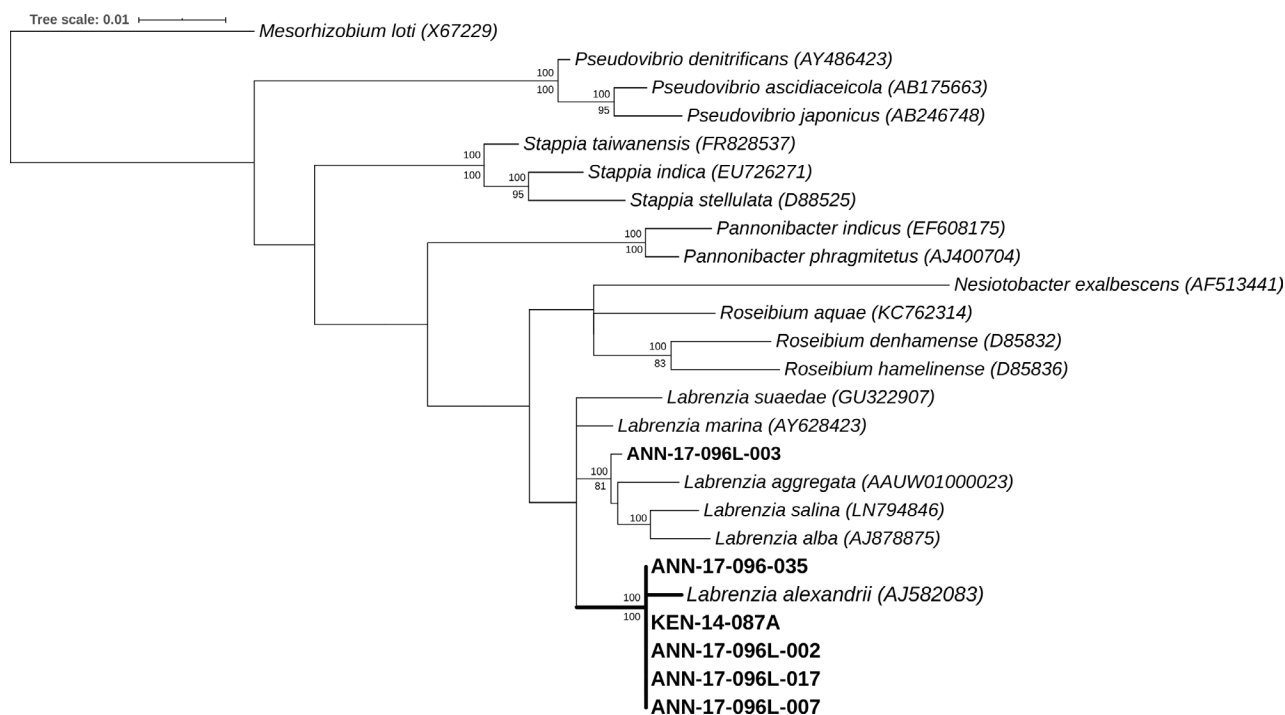 Tree scale: 0.01
Mesorhizobium loti (X67229)
Pseudovibrio denitrificans (AY486423)
100
100
Pseudovibrio ascidiaceicola (AB175663)
100
95
Pseudovibrio japonicus (AB246748)
Stappia taiwanensis (FR828537)
100
100
Stappia indica (EU726271)
100
95
Stappia stellulata (D88525)
Pannonibacter indicus (EF608175)
100
100
Pannonibacter phragmitetus (AJ400704)
Nesiotobacter exalbescens (AF513441)
Roseibium aquae (KC762314)
Roseibium denhamense (D85832)
100
83
Roseibium hamelinense (D85836)
Labrenzia suaedae (GU322907)
Labrenzia marina (AY628423)
ANN-17-096L-003
100
81
Labrenzia aggregata (AAUW01000023)
Labrenzia salina (LN794846)
100
Labrenzia alba (AJ878875)
ANN-17-096-035
Labrenzia alexandrii (AJ582083)
100
100
KEN-14-087A
ANN-17-096L-002
ANN-17-096L-017
ANN-17-096L-007